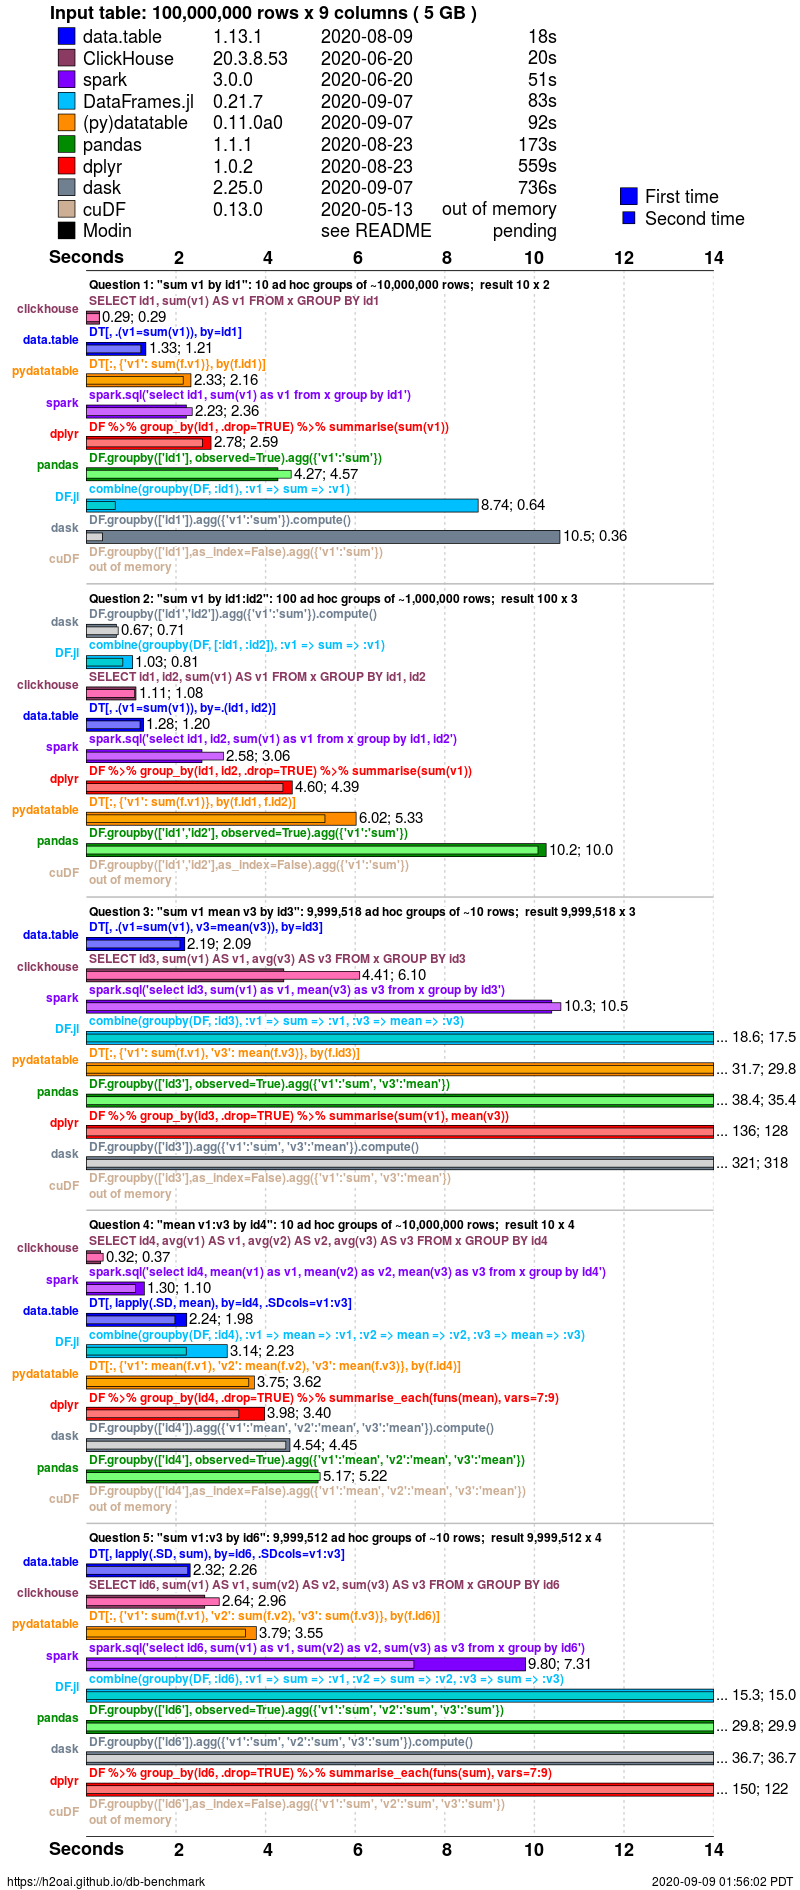 Input table: 100,000,000 rows x 9 columns ( 5 GB )
data.table 1.13.1 2020-08-09 18s
ClickHouse 20.3.8.53 2020-06-20 20s
spark 3.0.0 2020-06-20 51s
DataFrames.jl 0.21.7 2020-09-07 83s
(py)datatable 0.11.0a0 2020-09-07 92s
pandas 1.1.1 2020-08-23 173s
dplyr 1.0.2 2020-08-23 559s
dask 2.25.0 2020-09-07 736s
cuDF 0.13.0 2020-05-13 out of memory
Modin see README pending
First time
Second time
Seconds 2 4 6 8 10 12 14
Question 1: "sum v1 by id1": 10 ad hoc groups of ~10,000,000 rows; result 10 x 2
SELECT id1, sum(v1) AS v1 FROM x GROUP BY id1
clickhouse 0.29; 0.29
DT[, .(v1=sum(v1)), by=id1]
data.table 1.33; 1.21
DT[:, {'v1': sum(f.v1)}, by(f.id1)]
pydatatable 2.33; 2.16
spark.sql('select id1, sum(v1) as v1 from x group by id1')
spark 2.23; 2.36
DF %>% group_by(id1, .drop=TRUE) %>% summarise(sum(v1))
dplyr 2.78; 2.59
DF.groupby(['id1'], observed=True).agg({'v1':'sum'})
pandas 4.27; 4.57
combine(groupby(DF, :id1), :v1 => sum => :v1)
DF.jl 8.74; 0.64
DF.groupby(['id1']).agg({'v1':'sum'}).compute()
dask 10.5; 0.36
DF.groupby(['id1'],as_index=False).agg({'v1':'sum'})
cuDF out of memory
Question 2: "sum v1 by id1:id2": 100 ad hoc groups of ~1,000,000 rows; result 100 x 3
DF.groupby(['id1','id2']).agg({'v1':'sum'}).compute()
dask 0.67; 0.71
combine(groupby(DF, [:id1, :id2]), :v1 => sum => :v1)
DF.jl 1.03; 0.81
SELECT id1, id2, sum(v1) AS v1 FROM x GROUP BY id1, id2
clickhouse 1.11; 1.08
DT[, .(v1=sum(v1)), by=.(id1, id2)]
data.table 1.28; 1.20
spark.sql('select id1, id2, sum(v1) as v1 from x group by id1, id2')
spark 2.58; 3.06
DF %>% group_by(id1, id2, .drop=TRUE) %>% summarise(sum(v1))
dplyr 4.60; 4.39
DT[:, {'v1': sum(f.v1)}, by(f.id1, f.id2)]
pydatatable 6.02; 5.33
DF.groupby(['id1','id2'], observed=True).agg({'v1':'sum'})
pandas 10.2; 10.0
DF.groupby(['id1','id2'],as_index=False).agg({'v1':'sum'})
cuDF out of memory
Question 3: "sum v1 mean v3 by id3": 9,999,518 ad hoc groups of ~10 rows; result 9,999,518 x 3
DT[, .(v1=sum(v1), v3=mean(v3)), by=id3]
data.table 2.19; 2.09
SELECT id3, sum(v1) AS v1, avg(v3) AS v3 FROM x GROUP BY id3
clickhouse 4.41; 6.10
spark.sql('select id3, sum(v1) as v1, mean(v3) as v3 from x group by id3')
spark 10.3; 10.5
combine(groupby(DF, :id3), :v1 => sum => :v1, :v3 => mean => :v3)
DF.jl ... 18.6; 17.5
DT[:, {'v1': sum(f.v1), 'v3': mean(f.v3)}, by(f.id3)]
pydatatable ... 31.7; 29.8
DF.groupby(['id3'], observed=True).agg({'v1':'sum', 'v3':'mean'})
pandas ... 38.4; 35.4
DF %>% group_by(id3, .drop=TRUE) %>% summarise(sum(v1), mean(v3))
dplyr ... 136; 128
DF.groupby(['id3']).agg({'v1':'sum', 'v3':'mean'}).compute()
dask ... 321; 318
DF.groupby(['id3'],as_index=False).agg({'v1':'sum', 'v3':'mean'})
cuDF out of memory
Question 4: "mean v1:v3 by id4": 10 ad hoc groups of ~10,000,000 rows; result 10 x 4
SELECT id4, avg(v1) AS v1, avg(v2) AS v2, avg(v3) AS v3 FROM x GROUP BY id4
clickhouse 0.32; 0.37
spark.sql('select id4, mean(v1) as v1, mean(v2) as v2, mean(v3) as v3 from x group by id4')
spark 1.30; 1.10
DT[, lapply(.SD, mean), by=id4, .SDcols=v1:v3]
data.table 2.24; 1.98
combine(groupby(DF, :id4), :v1 => mean => :v1, :v2 => mean => :v2, :v3 => mean => :v3)
DF.jl 3.14; 2.23
DT[:, {'v1': mean(f.v1), 'v2': mean(f.v2), 'v3': mean(f.v3)}, by(f.id4)]
pydatatable 3.75; 3.62
DF %>% group_by(id4, .drop=TRUE) %>% summarise_each(funs(mean), vars=7:9)
dplyr 3.98; 3.40
DF.groupby(['id4']).agg({'v1':'mean', 'v2':'mean', 'v3':'mean'}).compute()
dask 4.54; 4.45
DF.groupby(['id4'], observed=True).agg({'v1':'mean', 'v2':'mean', 'v3':'mean'})
pandas 5.17; 5.22
DF.groupby(['id4'],as_index=False).agg({'v1':'mean', 'v2':'mean', 'v3':'mean'})
cuDF out of memory
Question 5: "sum v1:v3 by id6": 9,999,512 ad hoc groups of ~10 rows; result 9,999,512 x 4
DT[, lapply(.SD, sum), by=id6, .SDcols=v1:v3]
data.table 2.32; 2.26
SELECT id6, sum(v1) AS v1, sum(v2) AS v2, sum(v3) AS v3 FROM x GROUP BY id6
clickhouse 2.64; 2.96
DT[:, {'v1': sum(f.v1), 'v2': sum(f.v2), 'v3': sum(f.v3)}, by(f.id6)]
pydatatable 3.79; 3.55
spark.sql('select id6, sum(v1) as v1, sum(v2) as v2, sum(v3) as v3 from x group by id6')
spark 9.80; 7.31
combine(groupby(DF, :id6), :v1 => sum => :v1, :v2 => sum => :v2, :v3 => sum => :v3)
DF.jl ... 15.3; 15.0
DF.groupby(['id6'], observed=True).agg({'v1':'sum', 'v2':'sum', 'v3':'sum'})
pandas ... 29.8; 29.9
DF.groupby(['id6']).agg({'v1':'sum', 'v2':'sum', 'v3':'sum'}).compute()
dask ... 36.7; 36.7
DF %>% group_by(id6, .drop=TRUE) %>% summarise_each(funs(sum), vars=7:9)
dplyr ... 150; 122
DF.groupby(['id6'],as_index=False).agg({'v1':'sum', 'v2':'sum', 'v3':'sum'})
cuDF out of memory
Seconds 2 4 6 8 10 12 14
https://h2oai.github.io/db-benchmark 2020-09-09 01:56:02 PDT